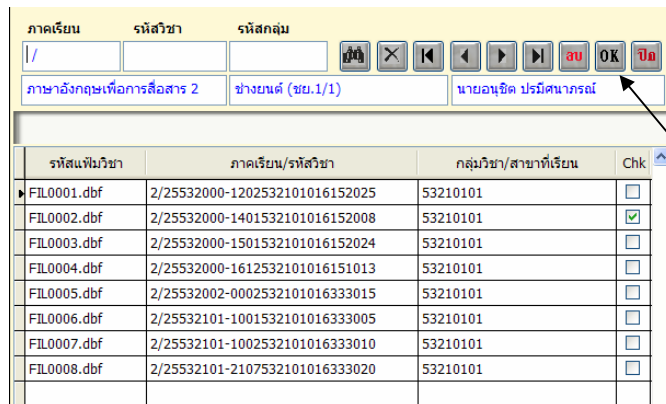 ภาคเรียน รหัสวิชา รหัสกลุ่ม
/ ลบ OK ปิด
ภาษาอังกฤษเพื่อการสื่อสาร 2 ช่างยนต์ (ชย.1/1) นายอนุชิต ปรมีศนาภรณ์
รหัสแฟ้มวิชา ภาคเรียน/รหัสวิชา กลุ่มวิชา/สาขาที่เรียน Chk
FIL0001.dbf 2/25532000-1202532101016152025 53210101
FIL0002.dbf 2/25532000-1401532101016152008 53210101
FIL0003.dbf 2/25532000-1501532101016152024 53210101
FIL0004.dbf 2/25532000-1612532101016151013 53210101
FIL0005.dbf 2/25532002-0002532101016333015 53210101
FIL0006.dbf 2/25532101-1001532101016333005 53210101
FIL0007.dbf 2/25532101-1002532101016333010 53210101
FIL0008.dbf 2/25532101-2107532101016333020 53210101